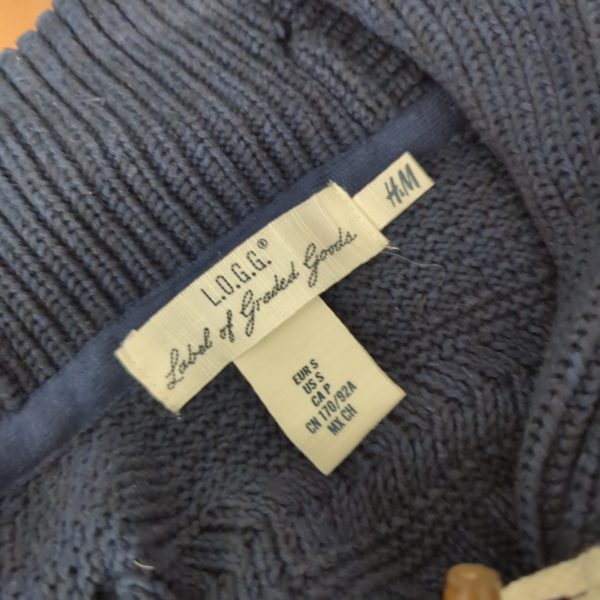 L.O.G.G.®
Label of Graded Goods
H&M
EUR S
US S
CA P
CN 170/92A
MX CH